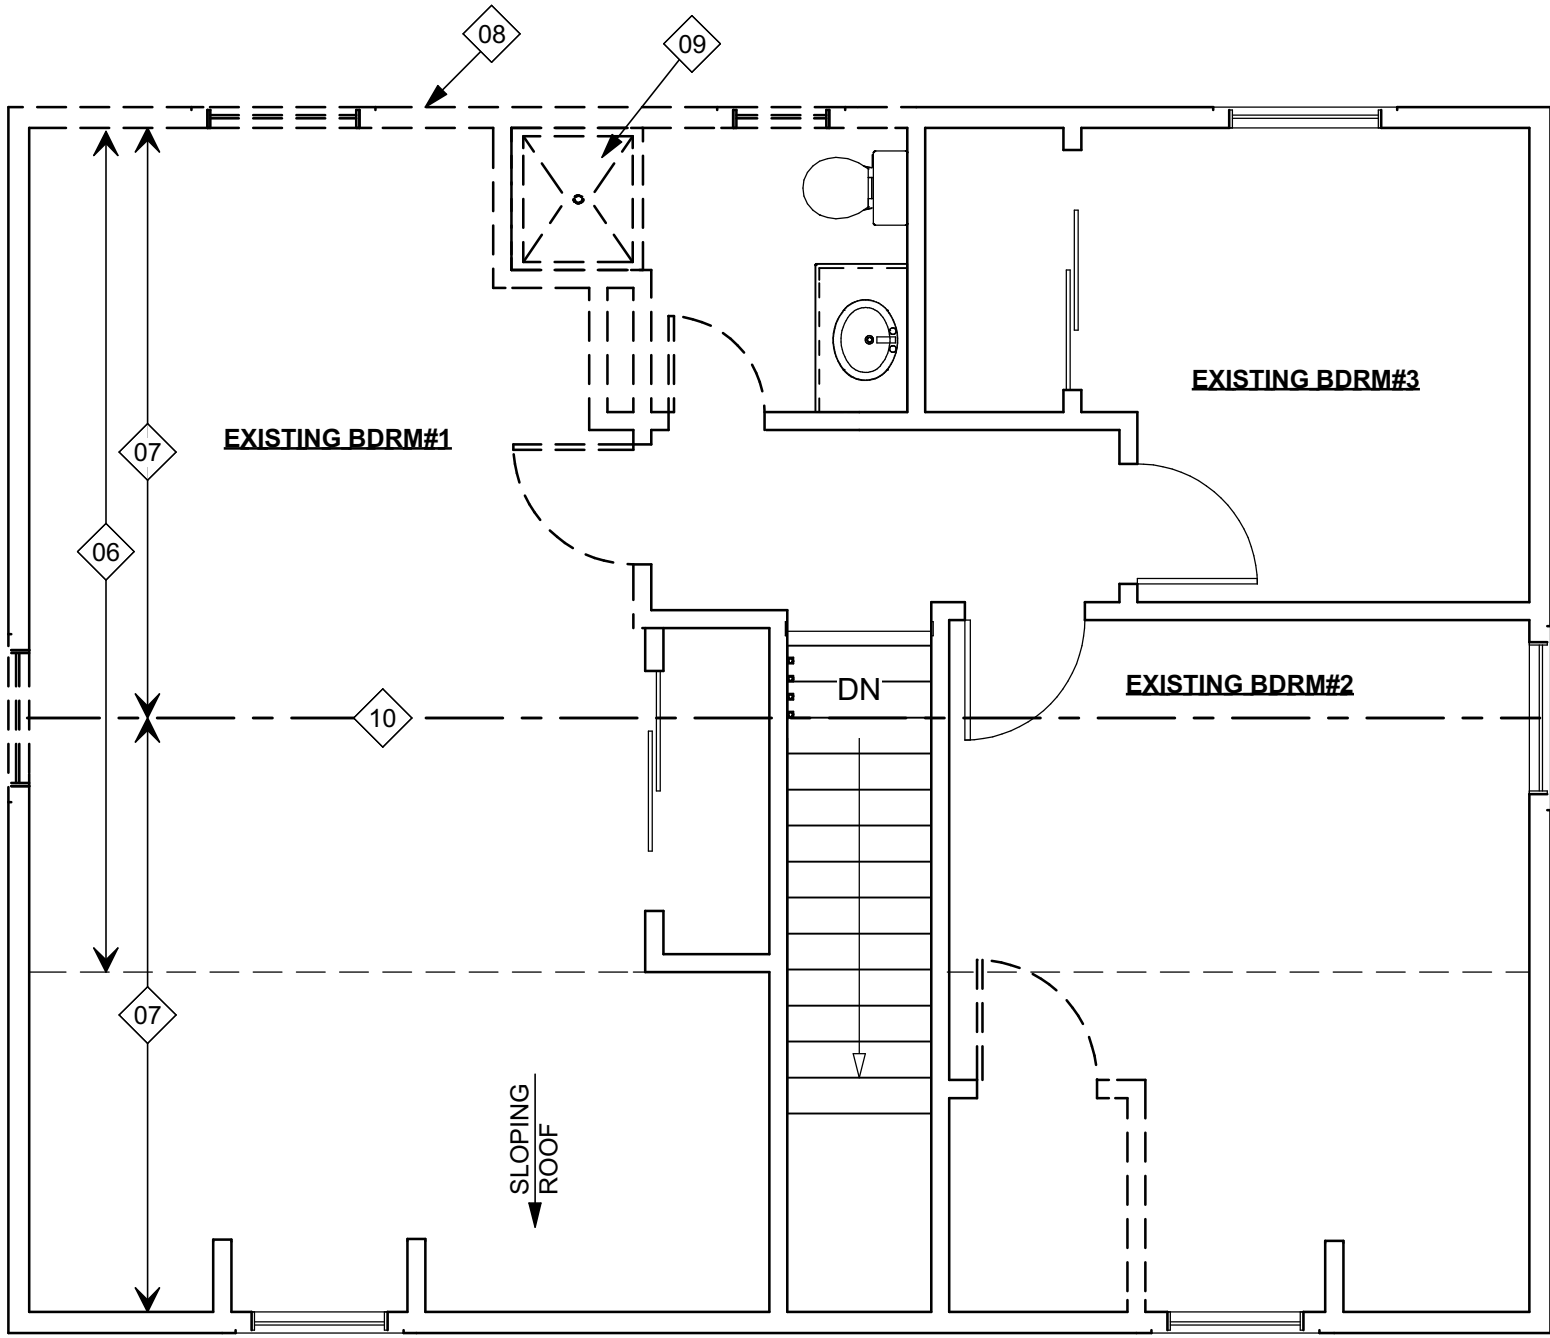 08
09
EXISTING BDRM#3
EXISTING BDRM#1
07
06
EXISTING BDRM#2
DN
10
07
SLOPING
ROOF